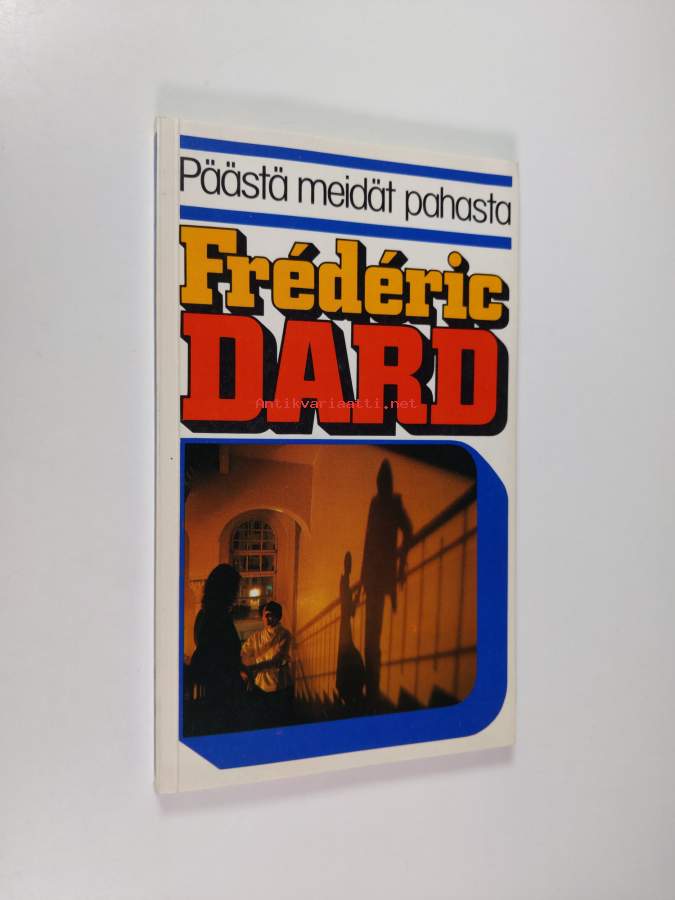 Päästä meidät pahasta
Frédéric
DARD
Antikvariaatti.net